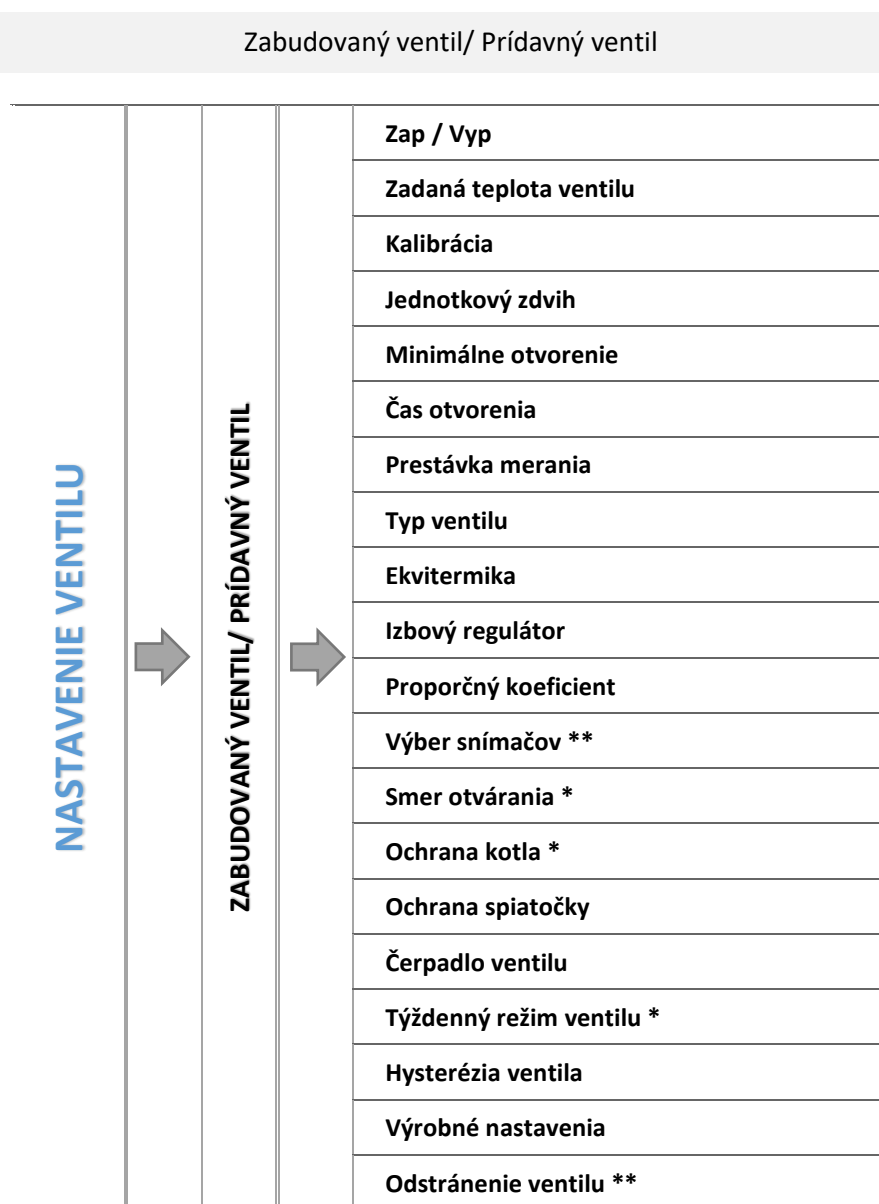 Zabudovaný ventil/ Prídavný ventil
NASTAVENIE VENTILU
ZABUDOVANÝ VENTIL/ PRÍDAVNÝ VENTIL
Zap / Vyp
Zadaná teplota ventilu
Kalibrácia
Jednotkový zdvih
Minimálne otvorenie
Čas otvorenia
Prestávka merania
Typ ventilu
Ekvitermika
Izbový regulátor
Proporčný koeficient
Výber snímačov **
Smer otvárania *
Ochrana kotla *
Ochrana spiatočky
Čerpadlo ventilu
Týždenný režim ventilu *
Hysterézia ventila
Výrobné nastavenia
Odstránenie ventilu **